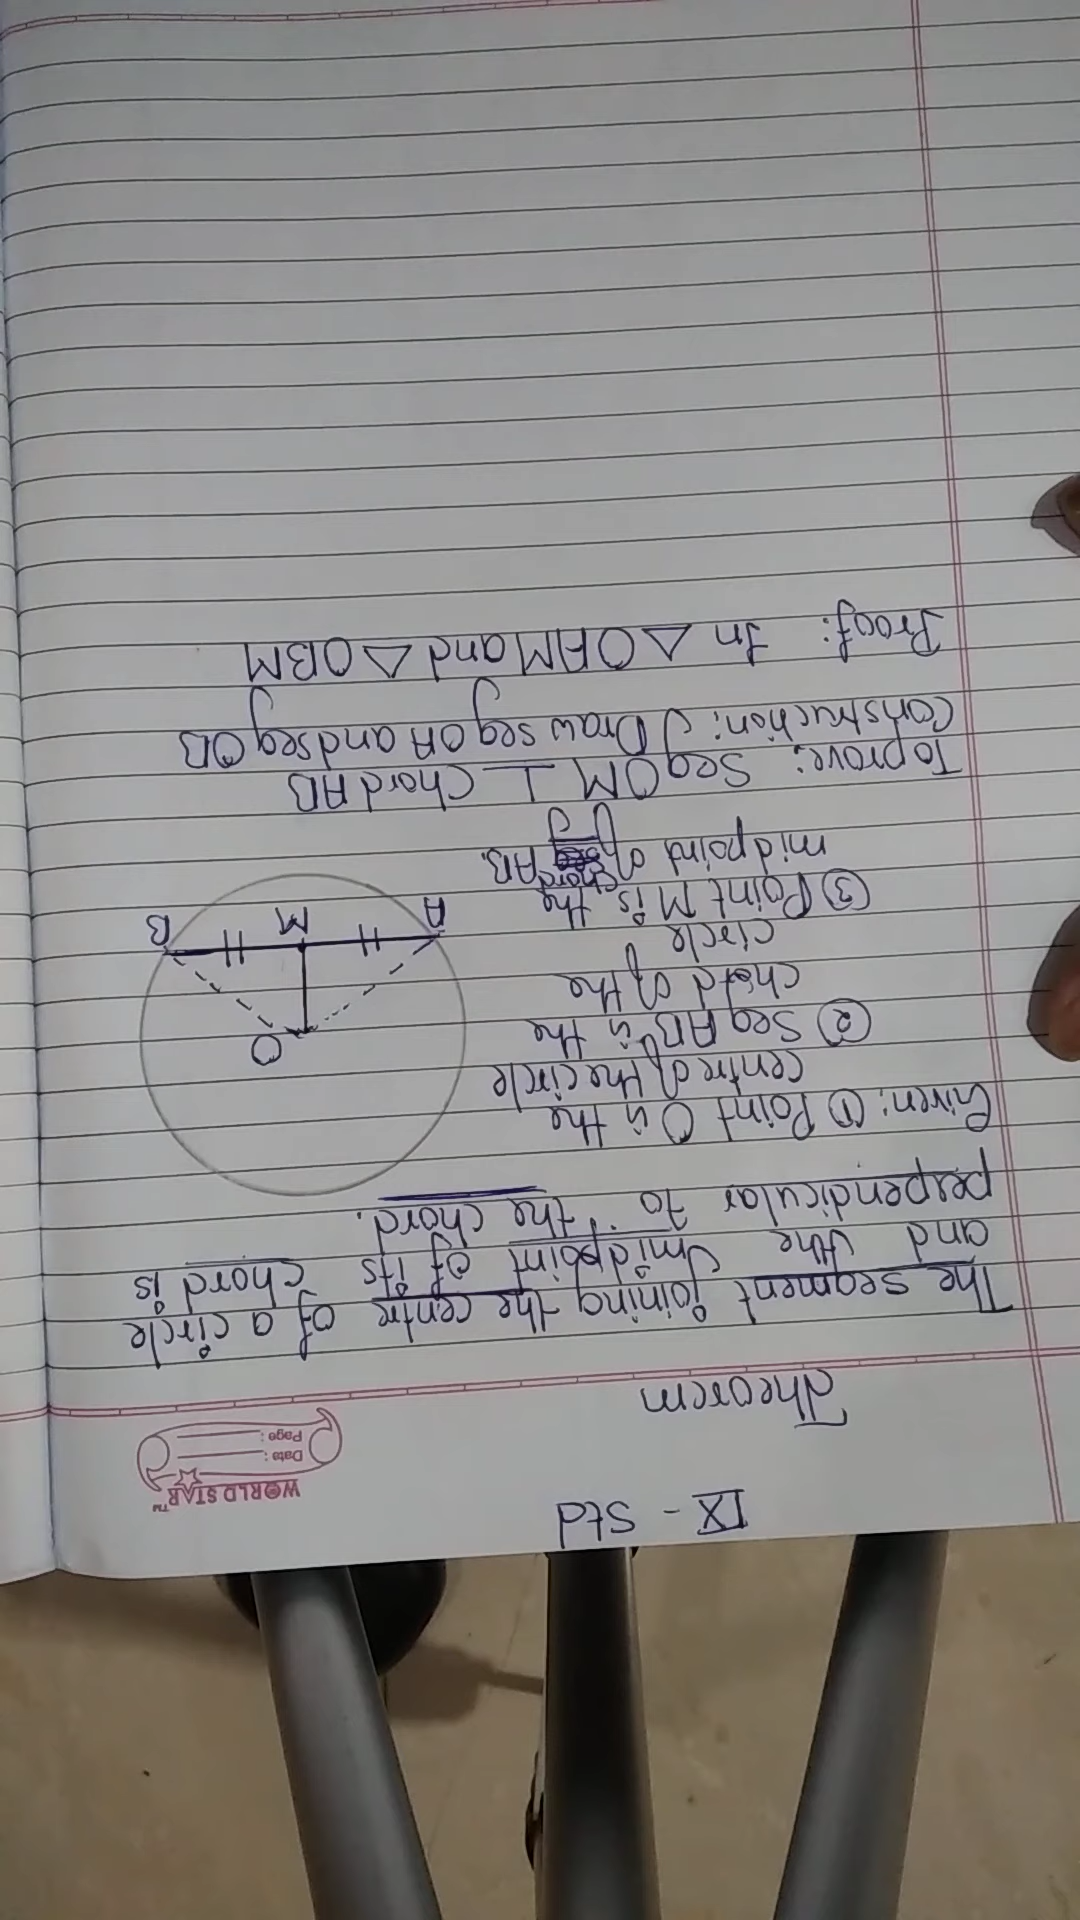 IX - Std
WORLD STAR™
Date:
Page:
Theorem
The segment joining the centre of a circle
and the midpoint of its chord is
perpendicular to the chord.
Given: ① Point O is the
centre of the circle
② Seg AB is the
chord of the
circle
③ Point M is the
chord
midpoint of AB.
O
A M B
To prove: Seg OM ⊥ Chord AB
Construction: Draw seg OA and seg OB
Proof: In △ OAM and △ OBM